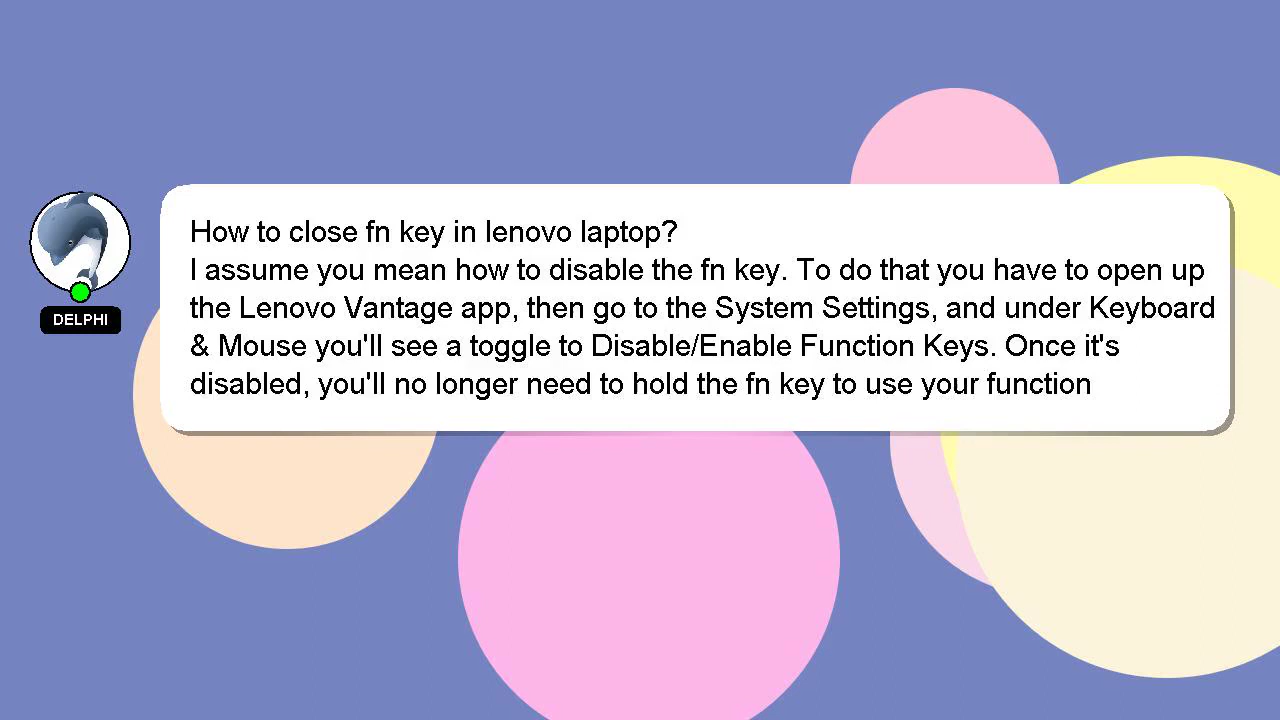 How to close fn key in lenovo laptop?
I assume you mean how to disable the fn key. To do that you have to open up
the Lenovo Vantage app, then go to the System Settings, and under Keyboard
& Mouse you'll see a toggle to Disable/Enable Function Keys. Once it's
disabled, you'll no longer need to hold the fn key to use your function
DELPHI